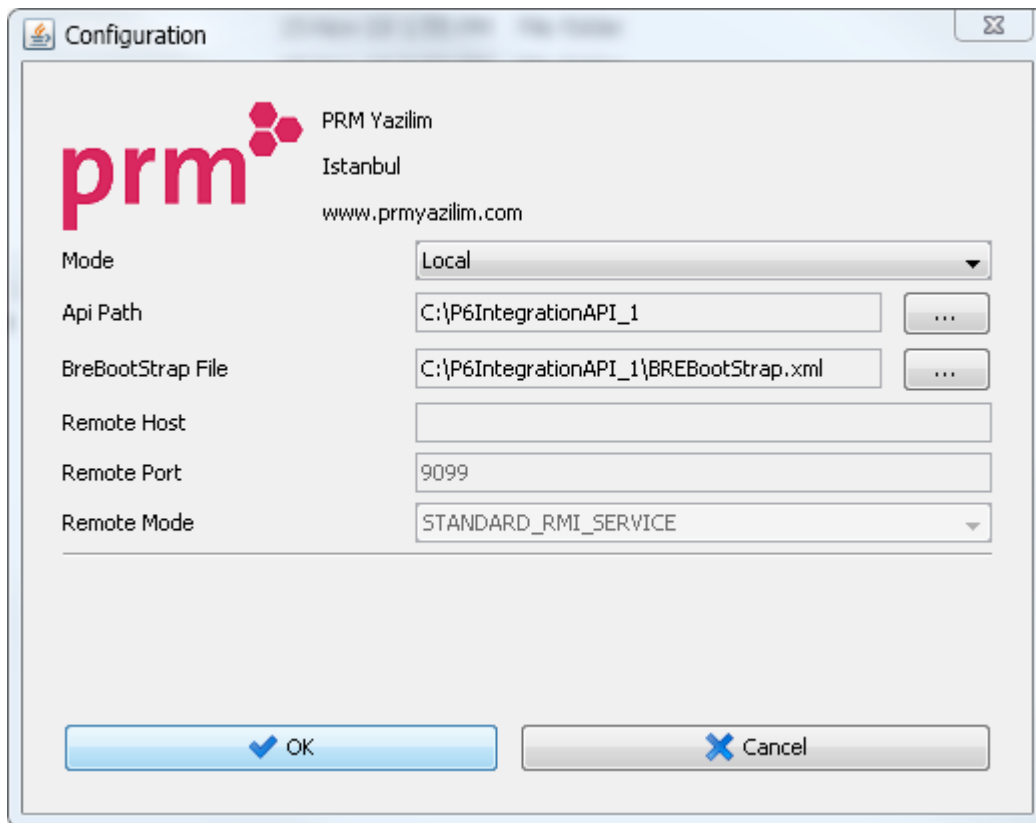 Configuration
prm
PRM Yazilim
Istanbul
www.prmyazilim.com
Mode Local
Api Path C:\P6IntegrationAPI_1 ...
BreBootStrap File C:\P6IntegrationAPI_1\BREBootStrap.xml ...
Remote Host
Remote Port 9099
Remote Mode STANDARD_RMI_SERVICE
OK Cancel